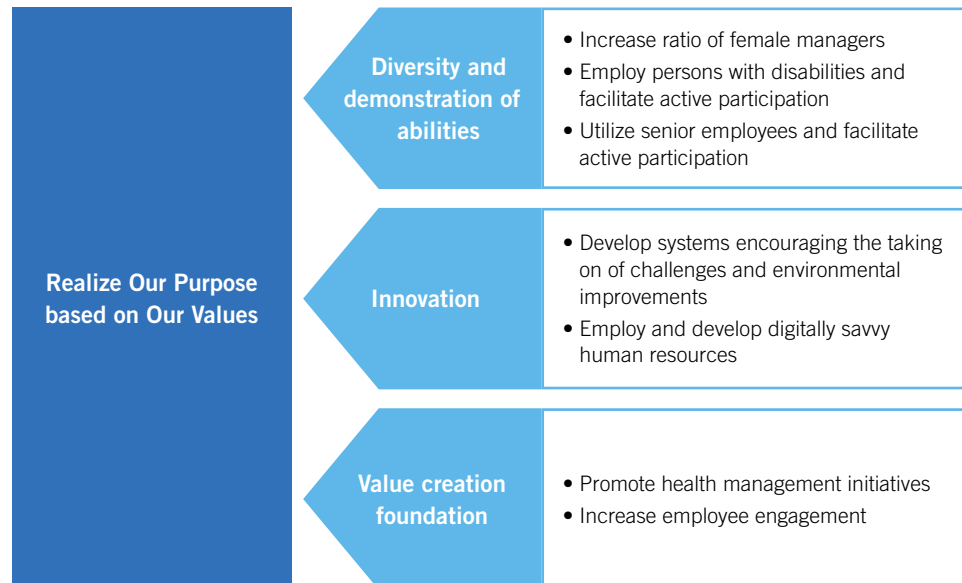 Realize Our Purpose
based on Our Values
Diversity and
demonstration of
abilities
• Increase ratio of female managers
• Employ persons with disabilities and
facilitate active participation
• Utilize senior employees and facilitate
active participation
Innovation
• Develop systems encouraging the taking
on of challenges and environmental
improvements
• Employ and develop digitally savvy
human resources
Value creation
foundation
• Promote health management initiatives
• Increase employee engagement